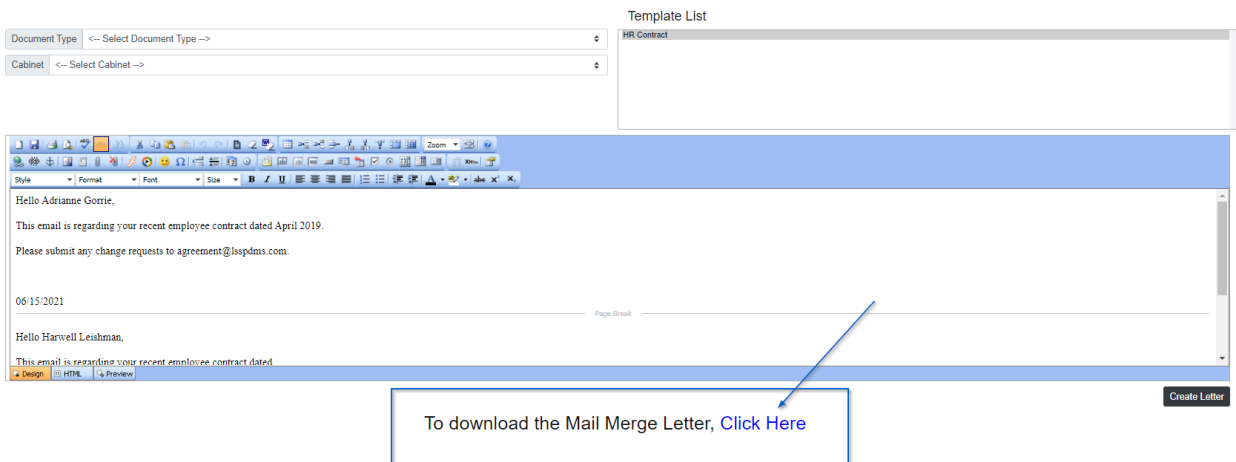 Template List
Document Type <-- Select Document Type -->
HR Contract
Cabinet <-- Select Cabinet -->
Zoom
Style Format Font Size B I U A abc x² x₂
Hello Adrianne Gorrie,
This email is regarding your recent employee contract dated April 2019.
Please submit any change requests to agreement@lsspdms.com.
06/15/2021
Page Break
Hello Harwell Leishman,
This email is regarding your recent employee contract dated
Design HTML Preview
Create Letter
To download the Mail Merge Letter, Click Here